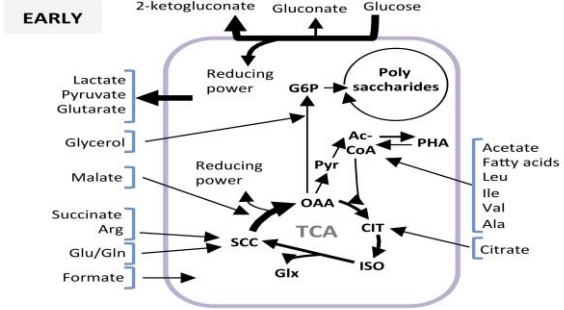 EARLY
2-ketogluconate
Gluconate
Glucose
Reducing
power
Lactate
Pyruvate
Glutarate
G6P
Poly
saccharides
Glycerol
Ac-
CoA
PHA
Pyr
Acetate
Fatty acids
Leu
Ile
Val
Ala
Reducing
power
Malate
OAA
Succinate
Arg
SCC
TCA
CIT
Glu/Gln
Citrate
Glx
ISO
Formate